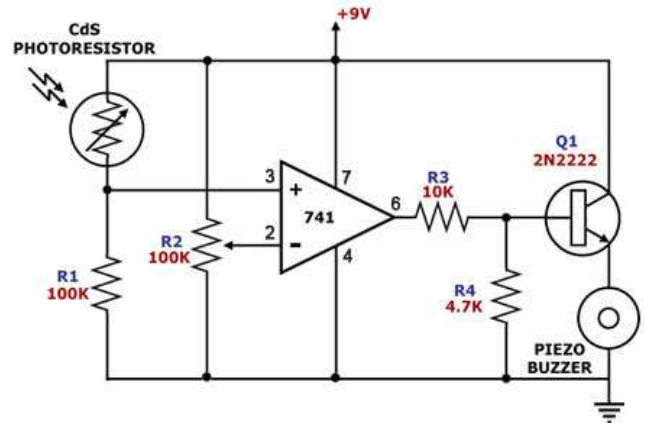 +9V
CdS
PHOTORESISTOR
Q1
2N2222
3
+
7
R3
10K
6
741
2
-
4
R2
100K
R1
100K
R4
4.7K
PIEZO
BUZZER